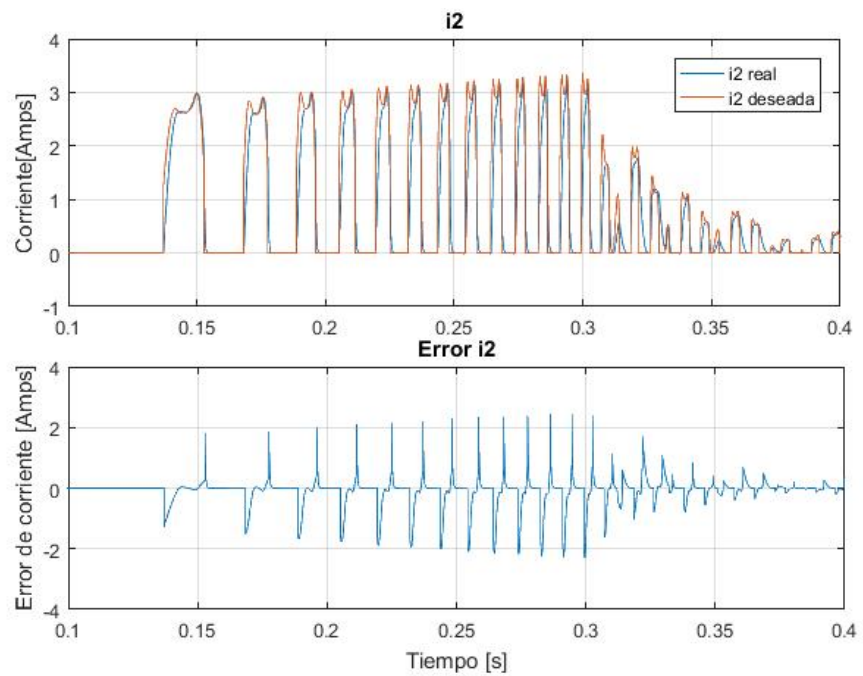 i2
4
3
2
1
0
-1
Corriente[Amps]
i2 real
i2 deseada
0.1 0.15 0.2 0.25 0.3 0.35 0.4
Error i2
4
2
0
-2
-4
Error de corriente [Amps]
0.1 0.15 0.2 0.25 0.3 0.35 0.4
Tiempo [s]